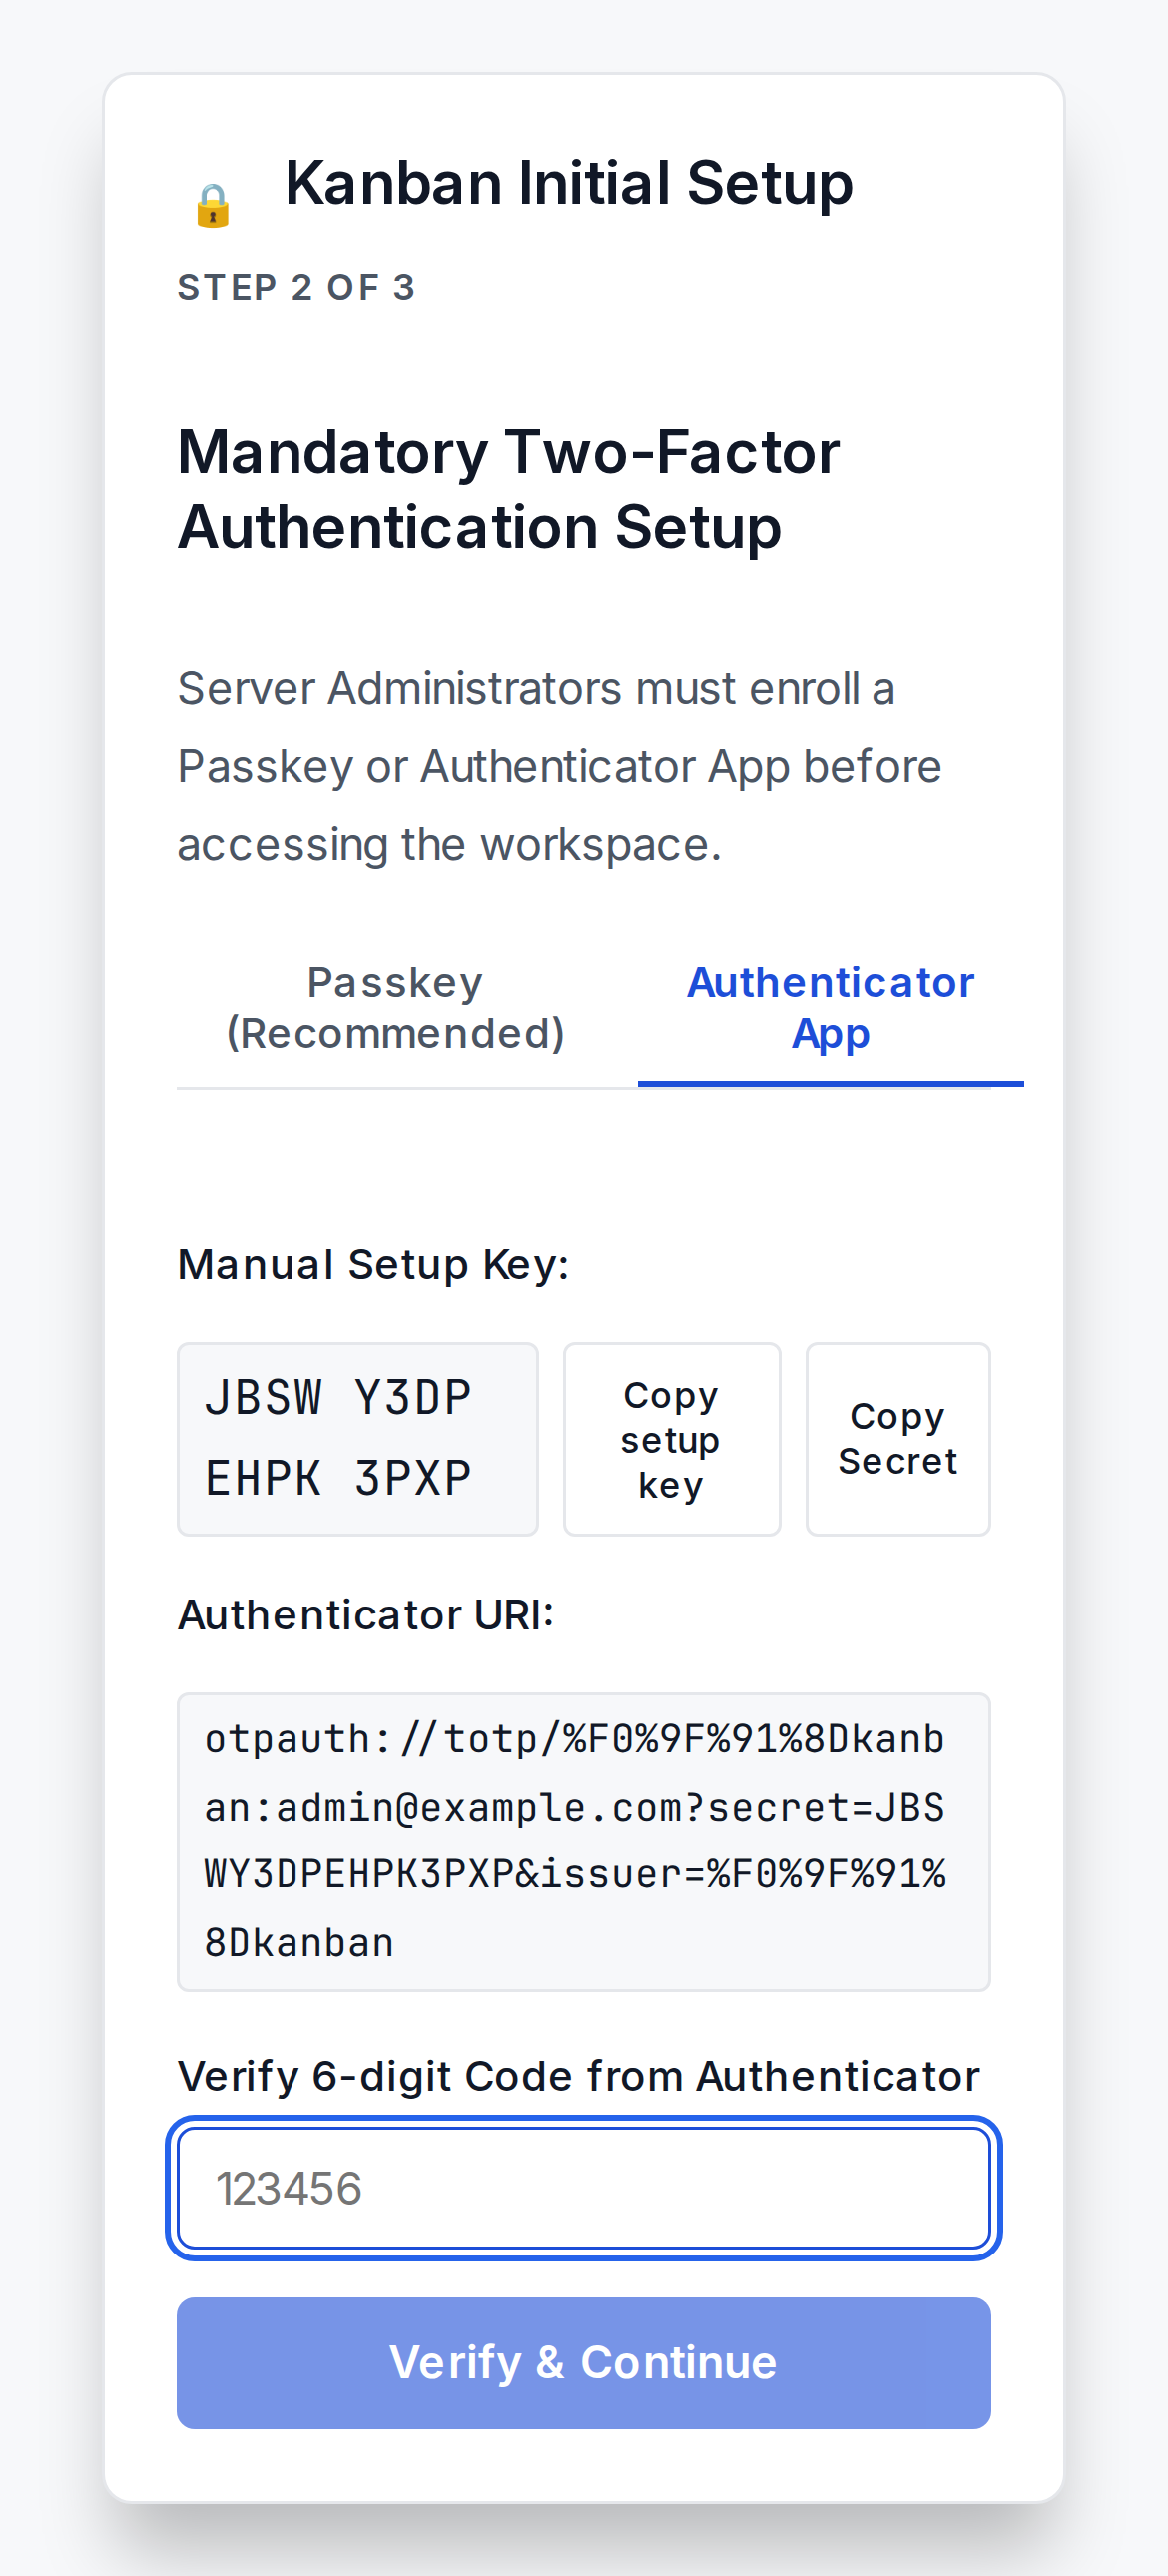 🔒 Kanban Initial Setup
STEP 2 OF 3
Mandatory Two-Factor
Authentication Setup
Server Administrators must enroll a
Passkey or Authenticator App before
accessing the workspace.
Passkey
(Recommended)
Authenticator
App
Manual Setup Key:
JBSW Y3DP
EHPK 3PXP
Copy
setup
key
Copy
Secret
Authenticator URI:
otpauth://totp/%F0%9F%91%8Dkanb
an:admin@example.com?secret=JBS
WY3DPEHPK3PXP&issuer=%F0%9F%91%
8Dkanban
Verify 6-digit Code from Authenticator
123456
Verify & Continue